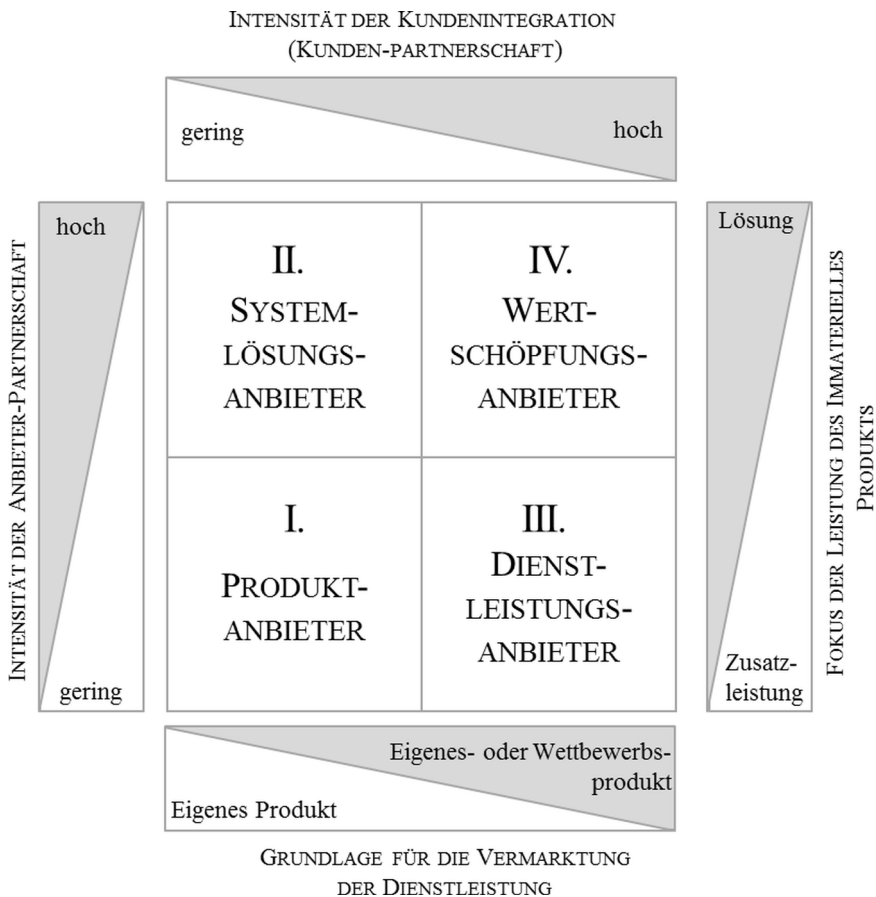 INTENSITÄT DER KUNDENINTEGRATION
(KUNDEN-PARTNERSCHAFT)
gering
hoch
INTENSITÄT DER ANBIETER-PARTNERSCHAFT
hoch
gering
II.
SYSTEM-
LÖSUNGS-
ANBIETER
IV.
WERT-
SCHÖPFUNGS-
ANBIETER
I.
PRODUKT-
ANBIETER
III.
DIENST-
LEISTUNGS-
ANBIETER
Lösung
Zusatz-
leistung
FOKUS DER LEISTUNG DES IMMATERIELLES
PRODUKTS
Eigenes- oder Wettbewerbs-
produkt
Eigenes Produkt
GRUNDLAGE FÜR DIE VERMARKTUNG
DER DIENSTLEISTUNG